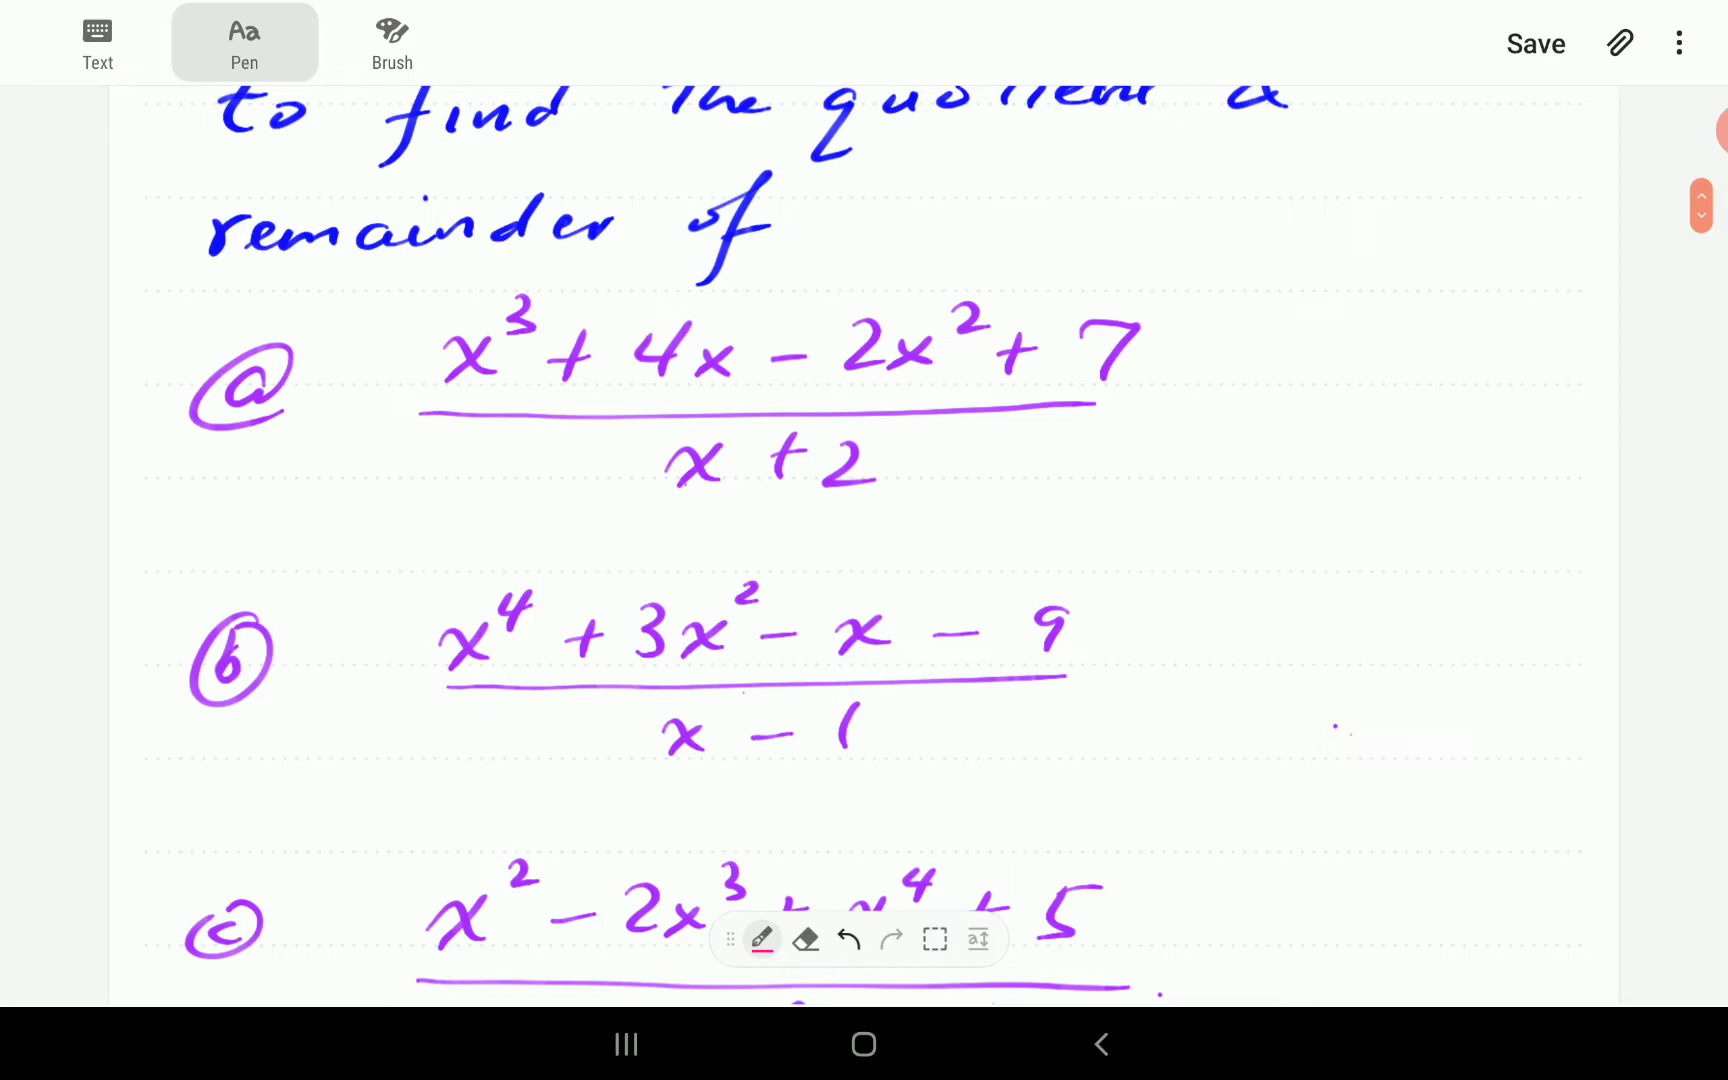 Text Pen Brush Save
to find the quotient &
remainder of
ⓐ x³ + 4x − 2x² + 7
x + 2
ⓑ x⁴ + 3x² − x − 9
x − 1
ⓒ x² − 2x³ + x⁴ + 5